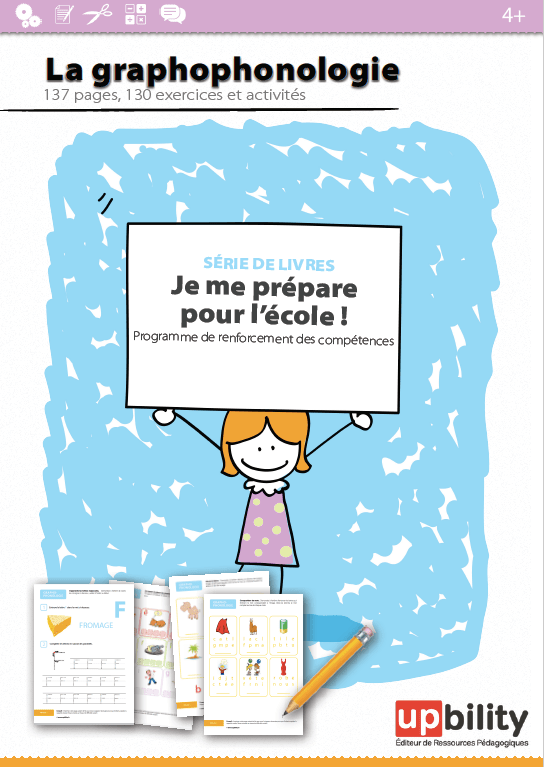 4+
La graphophonologie
137 pages, 130 exercices et activités
SÉRIE DE LIVRES
Je me prépare
pour l'école !
Programme de renforcement des compétences
F
FROMAGE
upbility
Éditeur de Ressources Pédagogiques